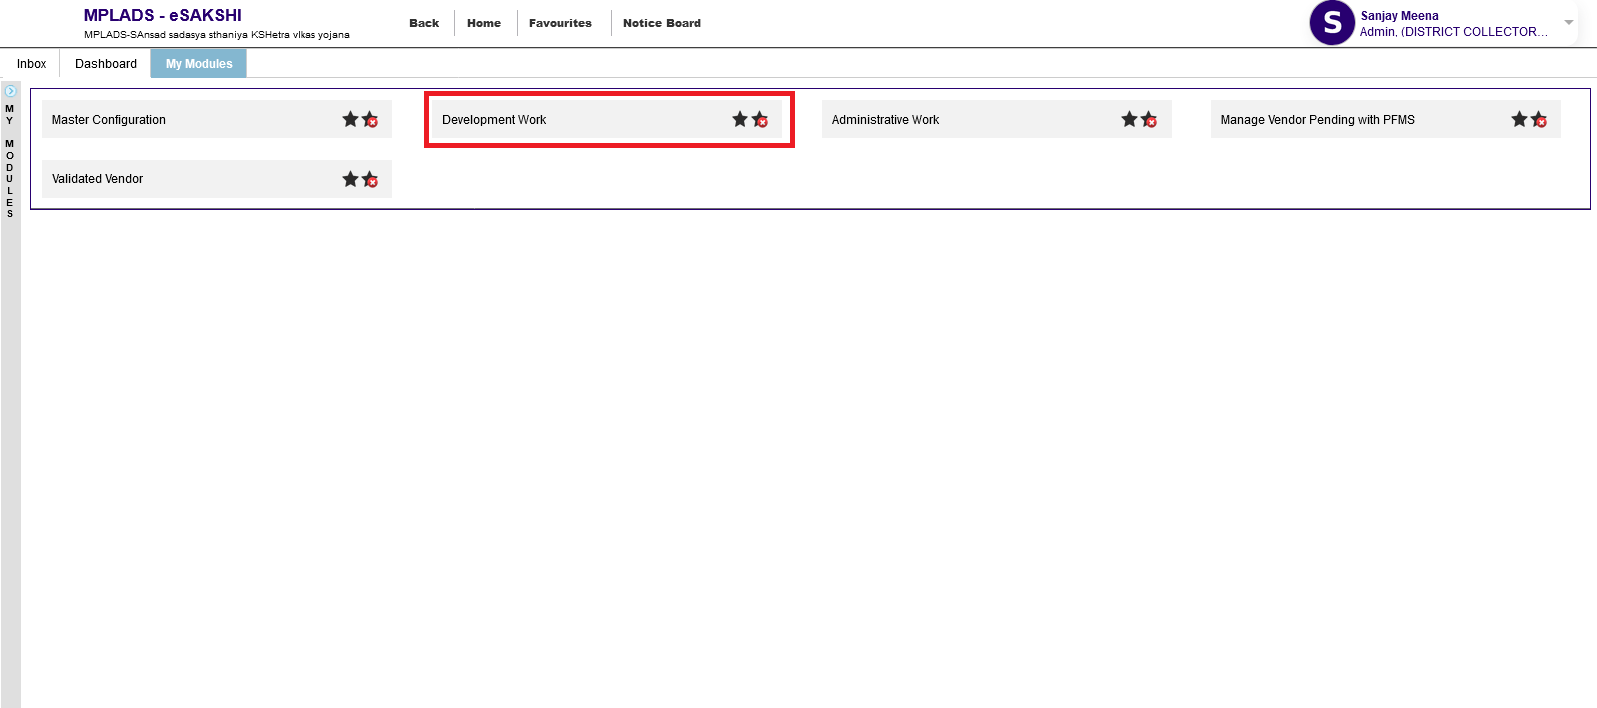 MPLADS - eSAKSHI
MPLADS-SAnsad sadasya sthaniya KSHetra vIkas yojana
Back
Home
Favourites
Notice Board
S
Sanjay Meena
Admin, (DISTRICT COLLECTOR...
Inbox
Dashboard
My Modules
MY MODULES
Master Configuration
Development Work
Administrative Work
Manage Vendor Pending with PFMS
Validated Vendor